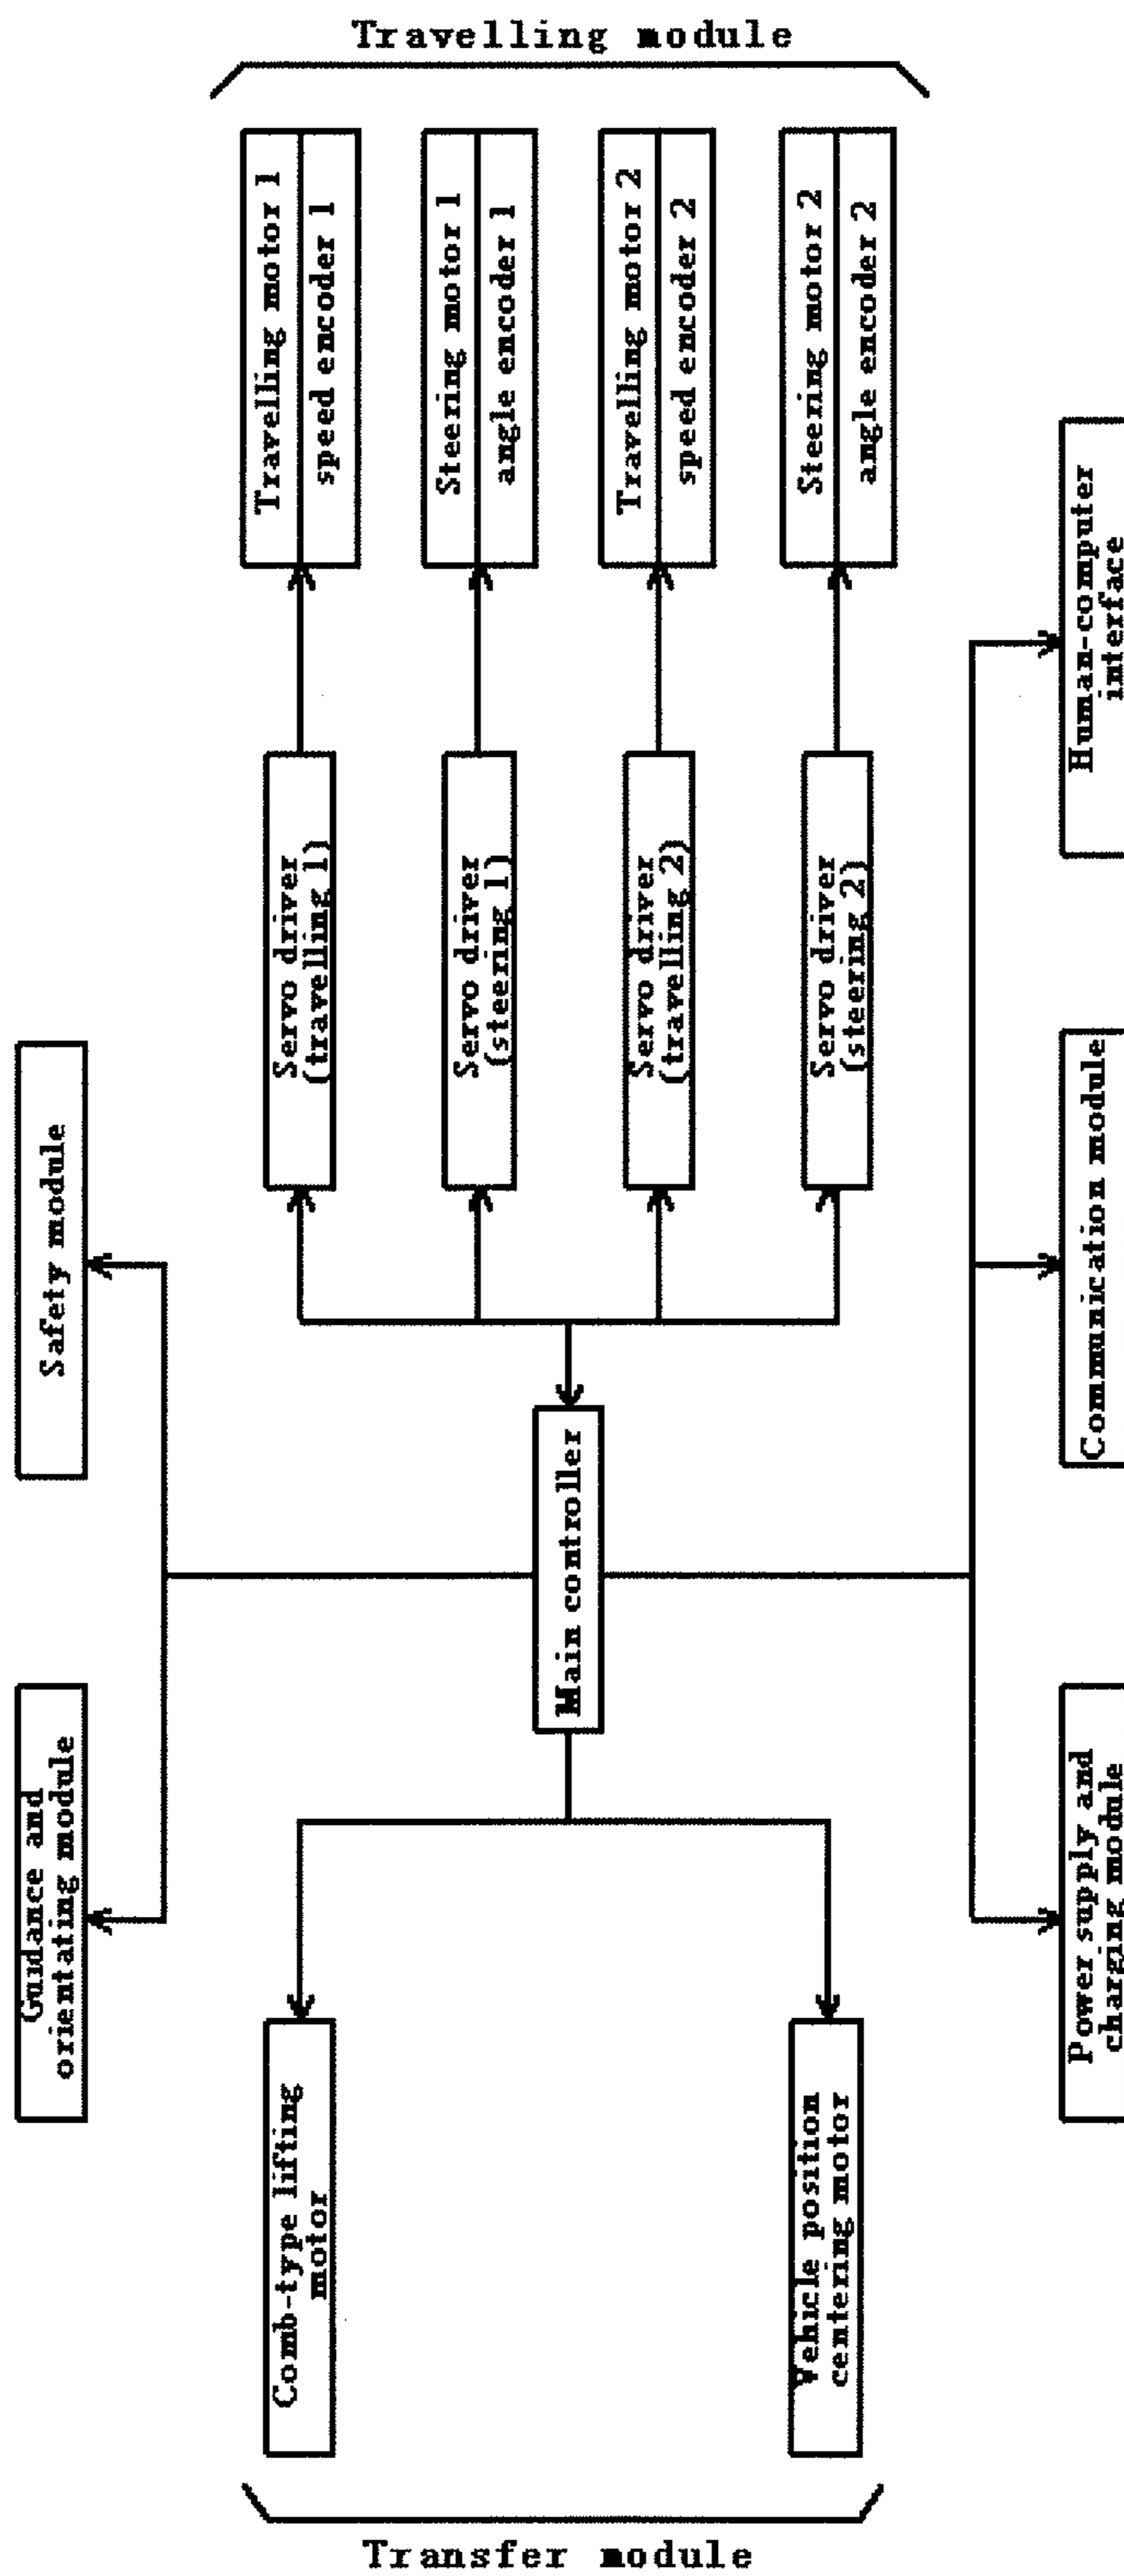 Travelling module
Travelling motor 1
speed encoder 1
Steering motor 1
angle encoder 1
Travelling motor 2
speed encoder 2
Steering motor 2
angle encoder 2
Servo driver
(travelling 1)
Servo driver
(steering 1)
Servo driver
(travelling 2)
Servo driver
(steering 2)
Human-computer
interface
Safety module
Communication module
Main controller
Guidance and
orientating module
Power supply and
charging module
Comb-type lifting
motor
Vehicle position
centering motor
Transfer module